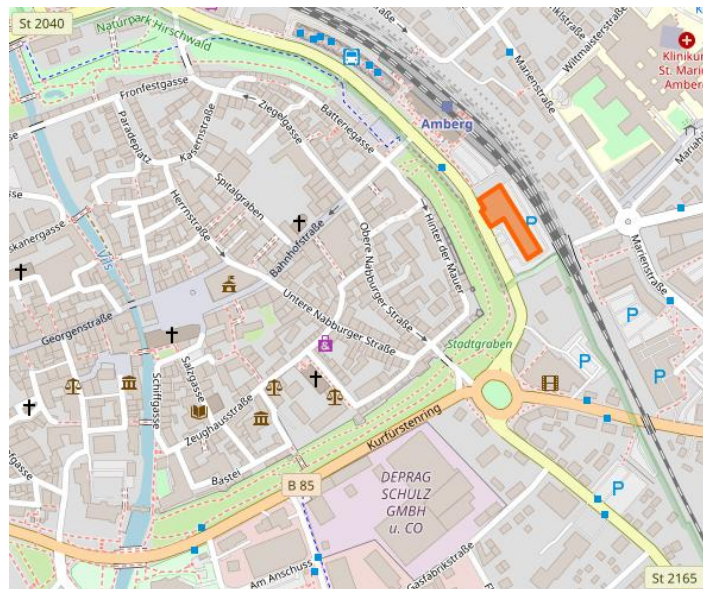 St 2040
Naturpark Hirschwald
Marienstraße
Wiltmaisterstraße
Klinikum
St. Marien
Amberg
Fronfestgasse
Ziegelgasse
Batteriegasse
Amberg
Paradeplatz
Kasernstraße
Spitalgraben
Herrnstraße
Bahnhofstraße
Obere Nabburger Straße
Hinter der Mauer
P
Marienstraße
Vils
Georgenstraße
Untere Nabburger Straße
P
Stadtgraben
P
P
Salzgasse
Schiffgasse
Zeughausstraße
Kurfürstenring
Bastei
B 85
DEPRAG
SCHULZ
GMBH
u. CO
P
Am Anschuss
Gasfabrikstraße
St 2165